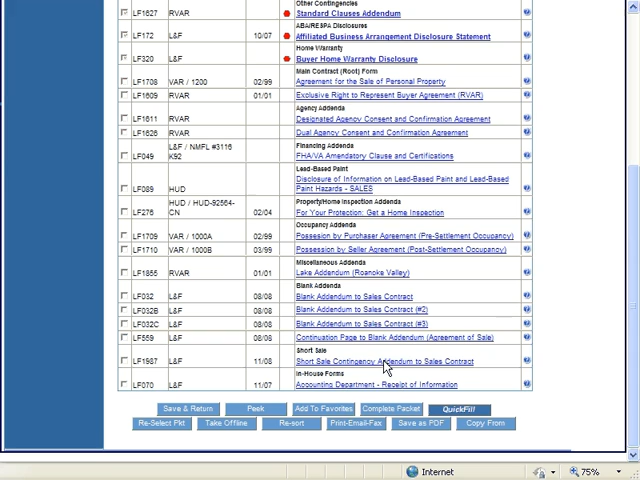 Other Contingencies
LF1627 RVAR Standard Clauses Addendum
ABA/RESPA Disclosures
LF172 L&F 10/07 Affiliated Business Arrangement Disclosure Statement
Home Warranty
LF320 L&F Buyer Home Warranty Disclosure
Main Contract (Root) Form
LF1708 VAR / 1200 02/99 Agreement for the Sale of Personal Property
LF1609 RVAR 01/01 Exclusive Right to Represent Buyer Agreement (RVAR)
Agency Addenda
LF1611 RVAR Designated Agency Consent and Confirmation Agreement
LF1626 RVAR Dual Agency Consent and Confirmation Agreement
Financing Addenda
LF049 L&F / NMFL #3116 K92 FHA/VA Amendatory Clause and Certifications
Lead-Based Paint
Disclosure of Information on Lead-Based Paint and Lead-Based
LF089 HUD Paint Hazards - SALES
Property/Home Inspection Addenda
LF276 HUD / HUD-92564-CN 02/04 For Your Protection: Get a Home Inspection
Occupancy Addenda
LF1709 VAR / 1000A 02/99 Possesion by Purchaser Agreement (Pre-Settlement Occupancy)
LF1710 VAR / 1000B 03/99 Possession by Seller Agreement (Post-Settlement Occupancy)
Miscellaneous Addenda
LF1855 RVAR 01/01 Lake Addendum (Roanoke Valley)
Blank Addenda
LF032 L&F 08/08 Blank Addendum to Sales Contract
LF032B L&F 08/08 Blank Addendum to Sales Contract (#2)
LF032C L&F 08/08 Blank Addendum to Sales Contract (#3)
LF559 L&F 08/08 Continuation Page to Blank Addendum (Agreement of Sale)
Short Sale
LF1987 L&F 11/08 Short Sale Contingency Addendum to Sales Contract
In-House Forms
LF070 L&F 11/07 Accounting Department - Receipt of Information
Save & Return Peek Add To Favorites Complete Packet QuickFill
Re-Select Pkt Take Offline Re-sort Print-Email-Fax Save as PDF Copy From
Internet 75%